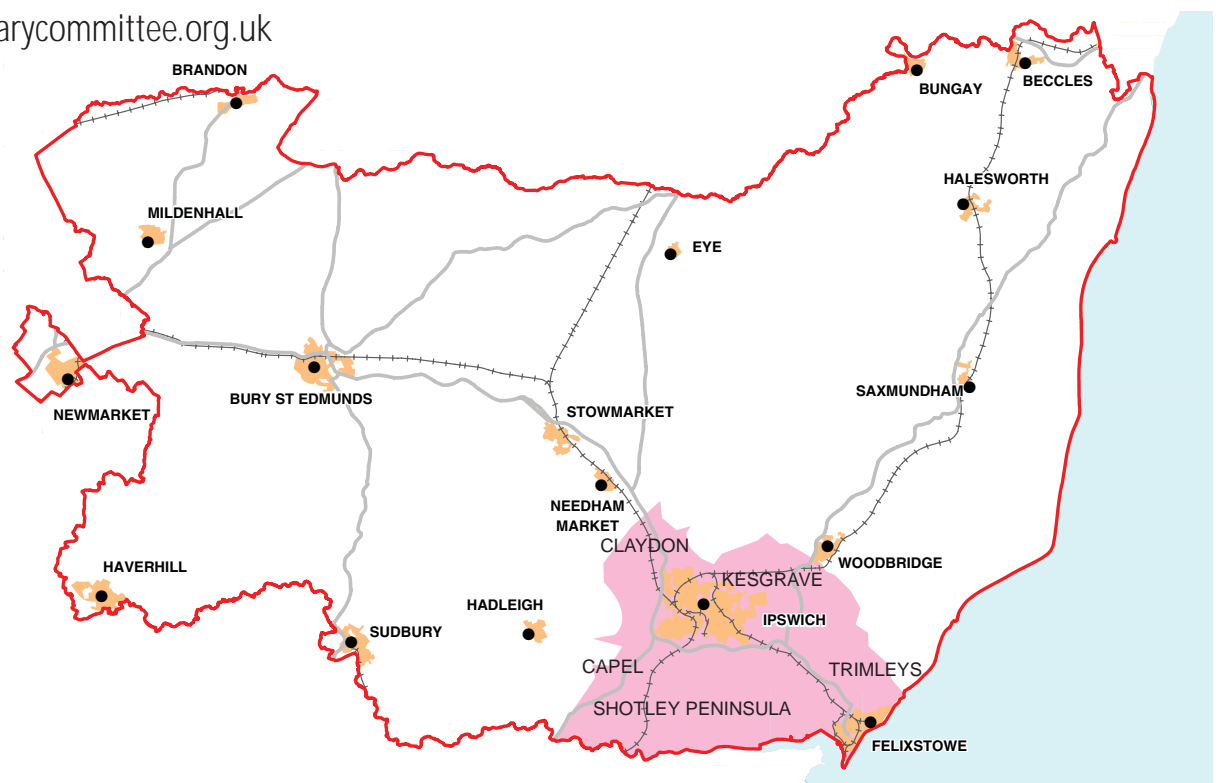 arycommittee.org.uk
BRANDON
BUNGAY
BECCLES
HALESWORTH
MILDENHALL
EYE
SAXMUNDHAM
BURY ST EDMUNDS
NEWMARKET
STOWMARKET
NEEDHAM
MARKET
CLAYDON
WOODBRIDGE
KESGRAVE
HAVERHILL
HADLEIGH
IPSWICH
SUDBURY
CAPEL
TRIMLEYS
SHOTLEY PENINSULA
FELIXSTOWE